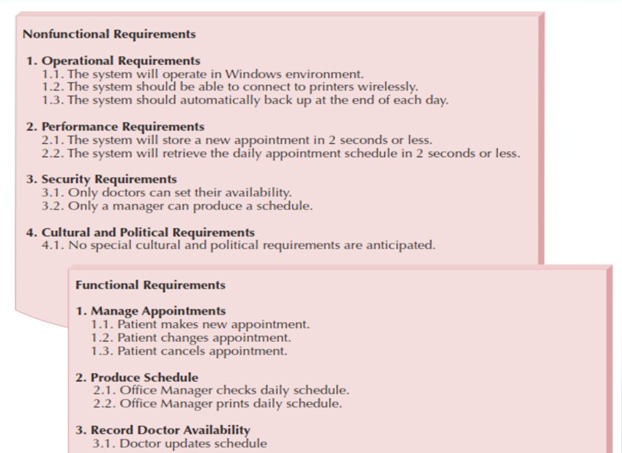 Nonfunctional Requirements
1. Operational Requirements
1.1. The system will operate in Windows environment.
1.2. The system should be able to connect to printers wirelessly.
1.3. The system should automatically back up at the end of each day.
2. Performance Requirements
2.1. The system will store a new appointment in 2 seconds or less.
2.2. The system will retrieve the daily appointment schedule in 2 seconds or less.
3. Security Requirements
3.1. Only doctors can set their availability.
3.2. Only a manager can produce a schedule.
4. Cultural and Political Requirements
4.1. No special cultural and political requirements are anticipated.
Functional Requirements
1. Manage Appointments
1.1. Patient makes new appointment.
1.2. Patient changes appointment.
1.3. Patient cancels appointment.
2. Produce Schedule
2.1. Office Manager checks daily schedule.
2.2. Office Manager prints daily schedule.
3. Record Doctor Availability
3.1. Doctor updates schedule